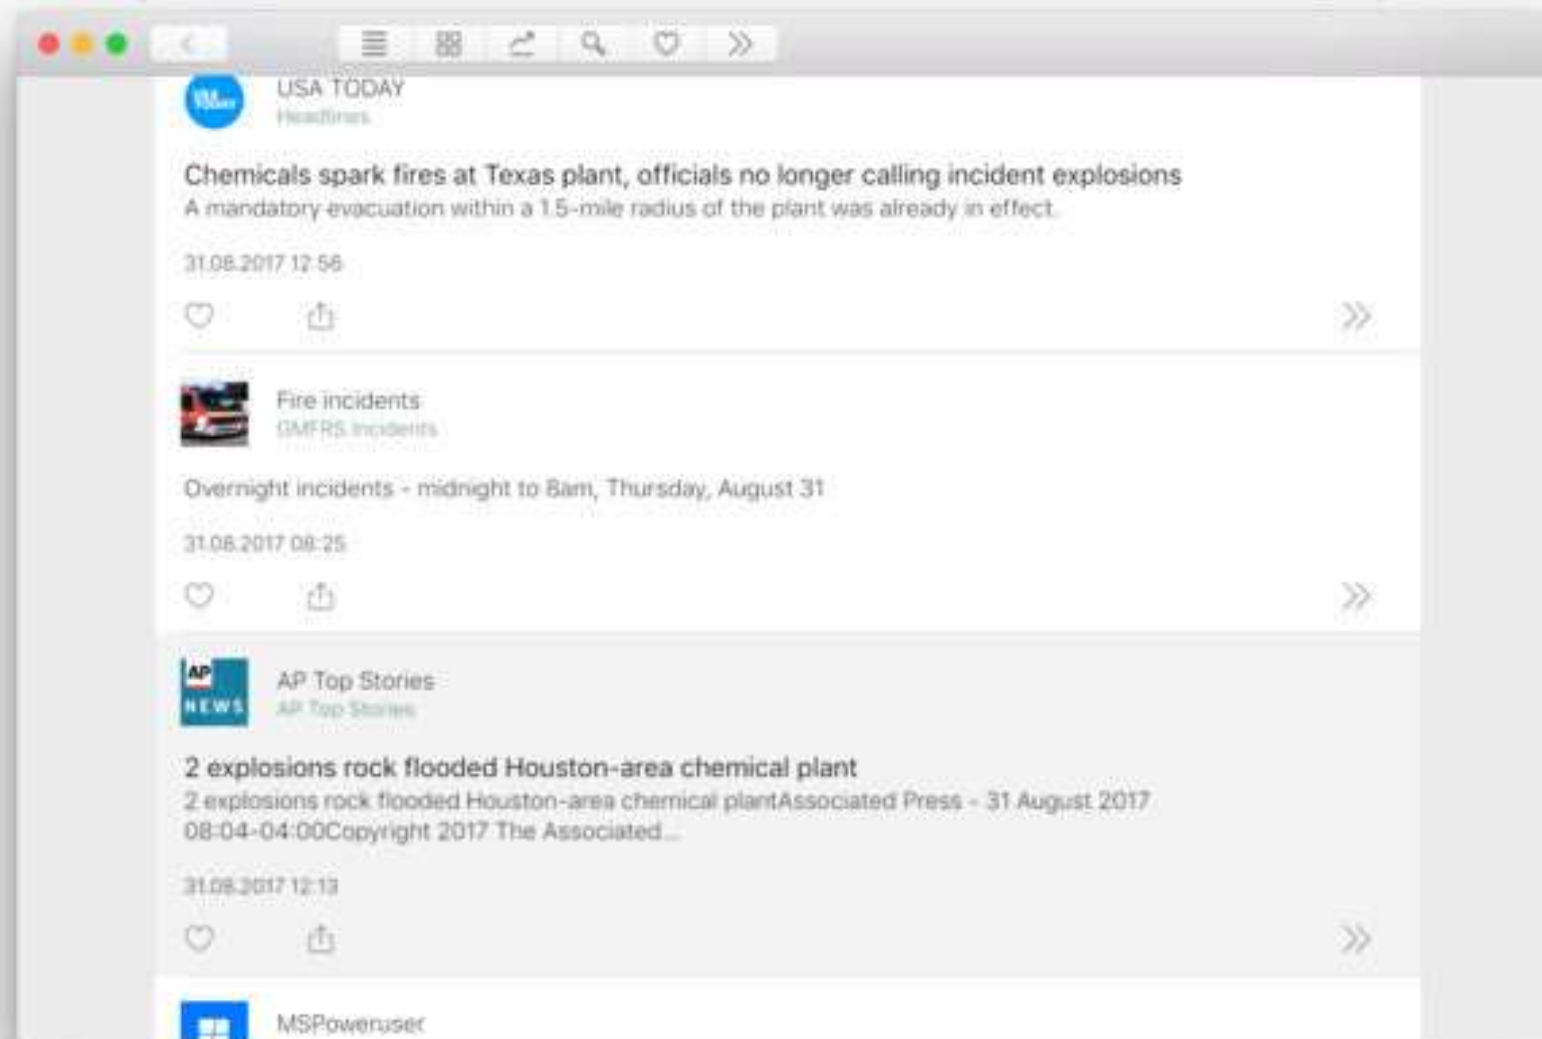 USA TODAY
Headlines
Chemicals spark fires at Texas plant, officials no longer calling incident explosions
A mandatory evacuation within a 1.5-mile radius of the plant was already in effect.
31.08.2017 12:56
Fire incidents
GMFRS Incidents
Overnight incidents - midnight to 8am, Thursday, August 31
31.08.2017 08:25
AP
NEWS
AP Top Stories
AP Top Stories
2 explosions rock flooded Houston-area chemical plant
2 explosions rock flooded Houston-area chemical plantAssociated Press - 31 August 2017
08:04-04:00Copyright 2017 The Associated...
31.08.2017 12:13
MSPoweruser